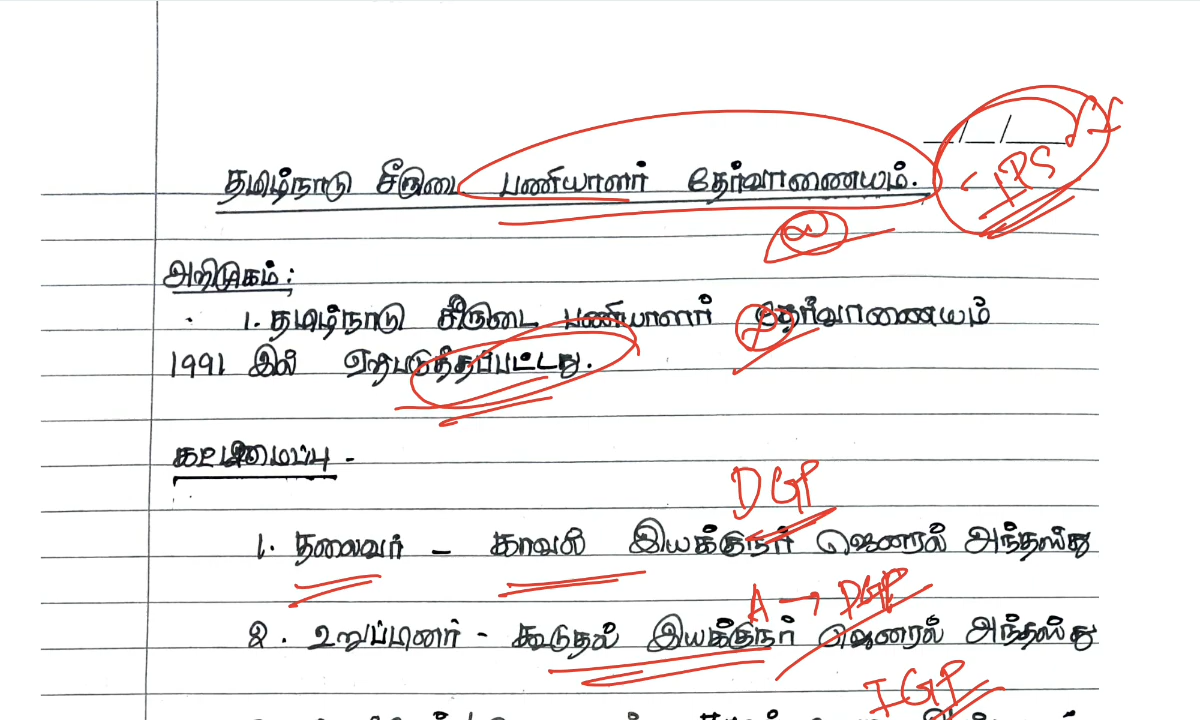 தமிழ்நாடு சீருடை பணியாளர் தேர்வாணையம்.
IPS
அறிமுகம் :
1. தமிழ்நாடு சீருடை பணியாளர் தேர்வாணையம்
1991 இல் ஏற்படுத்தப்பட்டது.
கட்டமைப்பு -
DGP
1. தலைவர் - காவல் இயக்குநர் ஜெனரல் அந்தஸ்து
A → DGP
2. உறுப்பினர் - கூடுதல் இயக்குநர் ஜெனரல் அந்தஸ்து
IGP